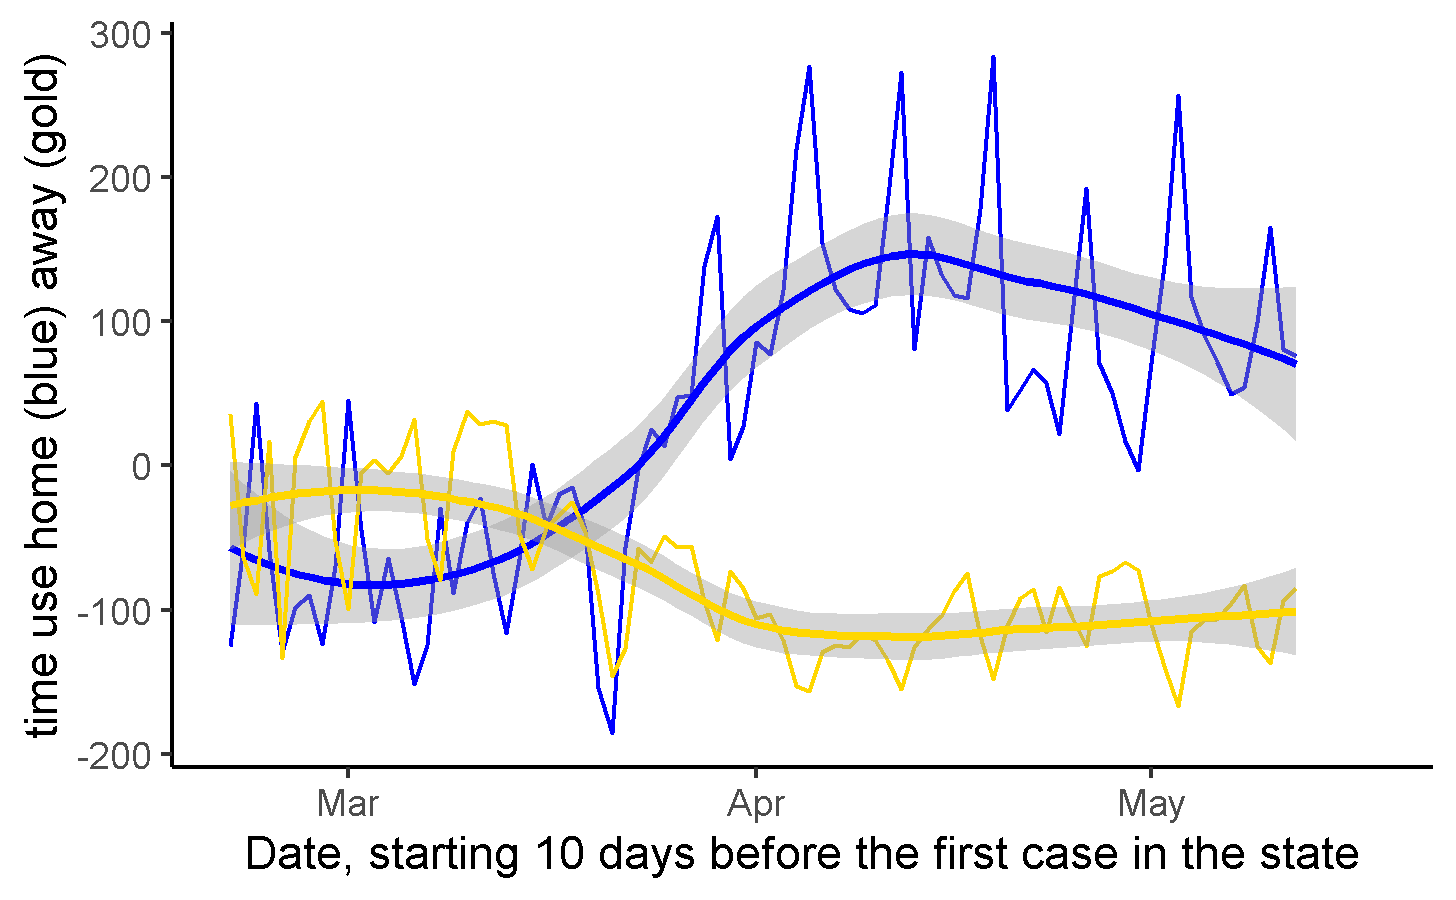 time use home (blue) away (gold)
300
200
100
0
-100
-200
Mar
Apr
May
Date, starting 10 days before the first case in the state